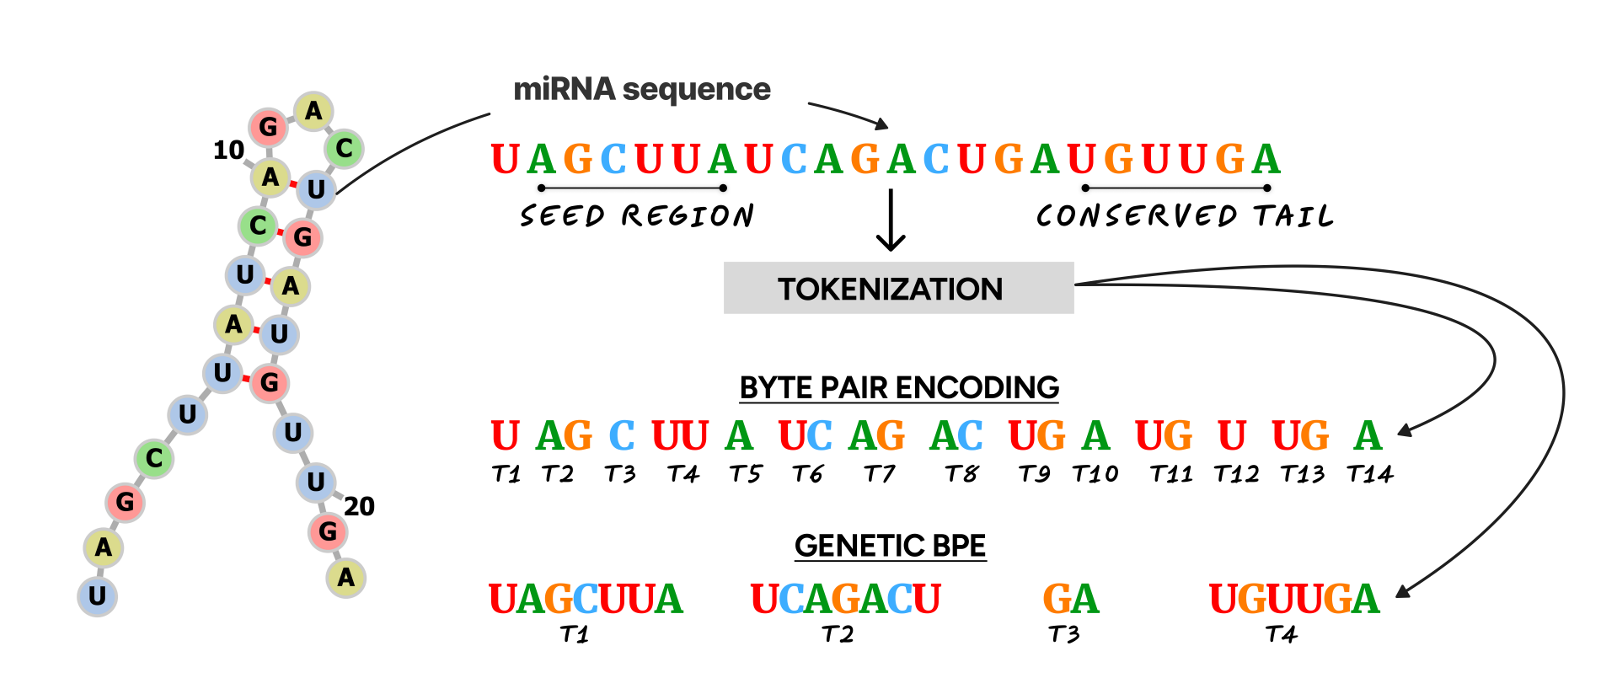 miRNA sequence
UAGCUUAUCAGACUGAUGUUGA
SEED REGION
CONSERVED TAIL
TOKENIZATION
BYTE PAIR ENCODING
U AG C UU A UC AG AC UG A UG U UG A
T1 T2 T3 T4 T5 T6 T7 T8 T9 T10 T11 T12 T13 T14
GENETIC BPE
UAGCUUA UCAGACU GA UGUUGA
T1 T2 T3 T4
A
G
C
10
A U
C G
U A
A U
U G
U U
C U
20
G G
A A
U